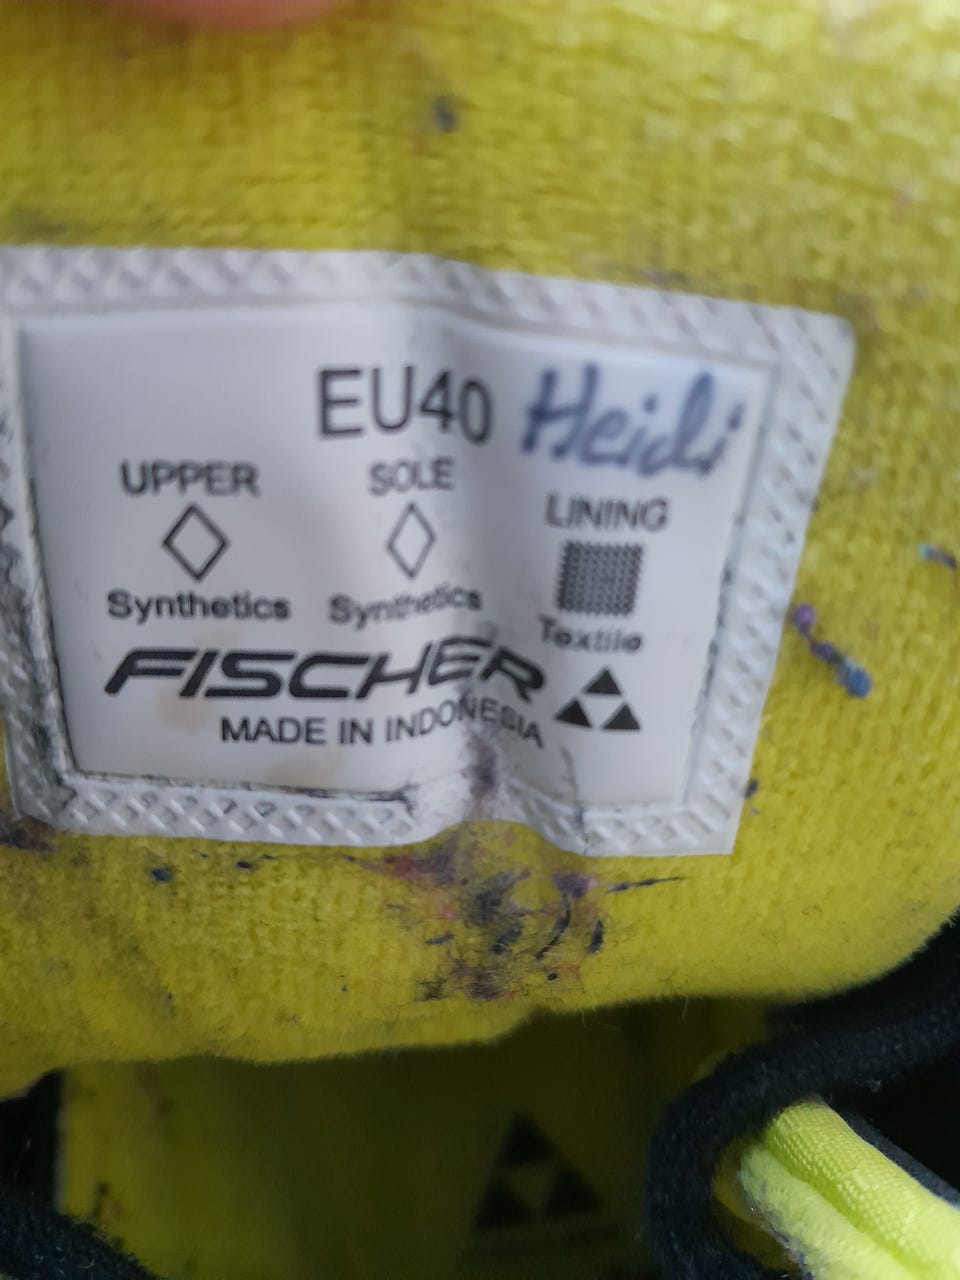 EU40 Heidi
UPPER SOLE LINING
Synthetics Synthetics Textile
FISCHER
MADE IN INDONESIA